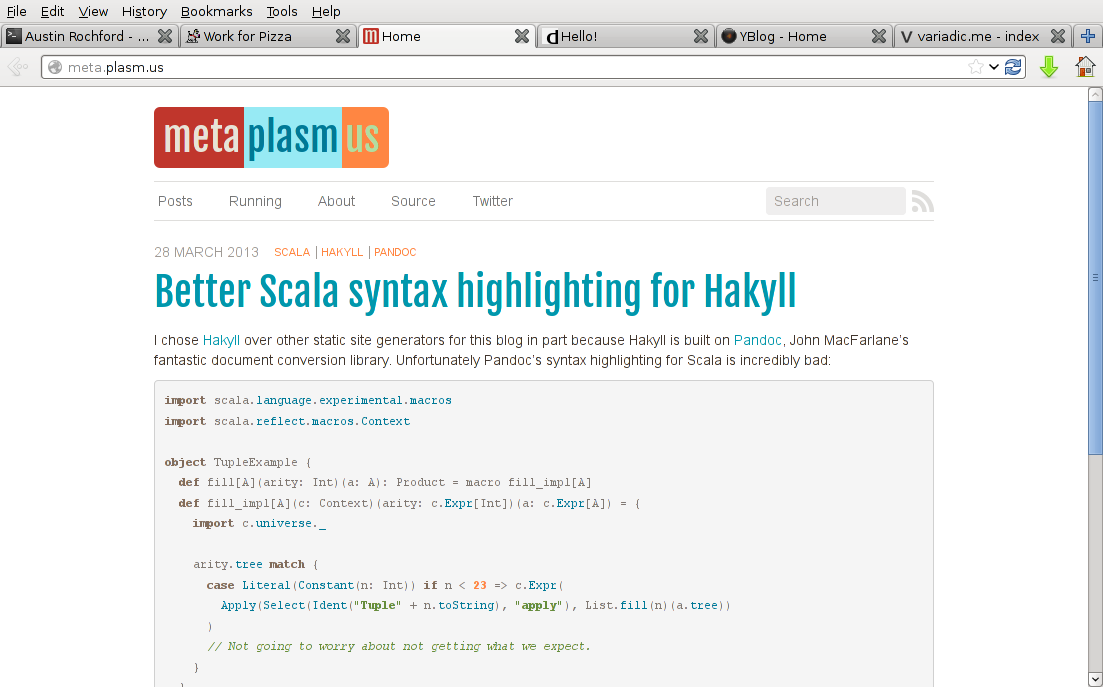 File Edit View History Bookmarks Tools Help
Austin Rochford - ... Work for Pizza Home Hello! YBlog - Home variadic.me - index
meta.plasm.us
meta plasm us
Posts Running About Source Twitter Search
28 MARCH 2013 SCALA | HAKYLL | PANDOC
Better Scala syntax highlighting for Hakyll
I chose Hakyll over other static site generators for this blog in part because Hakyll is built on Pandoc, John MacFarlane's
fantastic document conversion library. Unfortunately Pandoc's syntax highlighting for Scala is incredibly bad:
import scala.language.experimental.macros
import scala.reflect.macros.Context
object TupleExample {
  def fill[A](arity: Int)(a: A): Product = macro fill_impl[A]
  def fill_impl[A](c: Context)(arity: c.Expr[Int])(a: c.Expr[A]) = {
    import c.universe._
    arity.tree match {
      case Literal(Constant(n: Int)) if n < 23 => c.Expr(
        Apply(Select(Ident("Tuple" + n.toString), "apply"), List.fill(n)(a.tree))
      )
      // Not going to worry about not getting what we expect.
    }